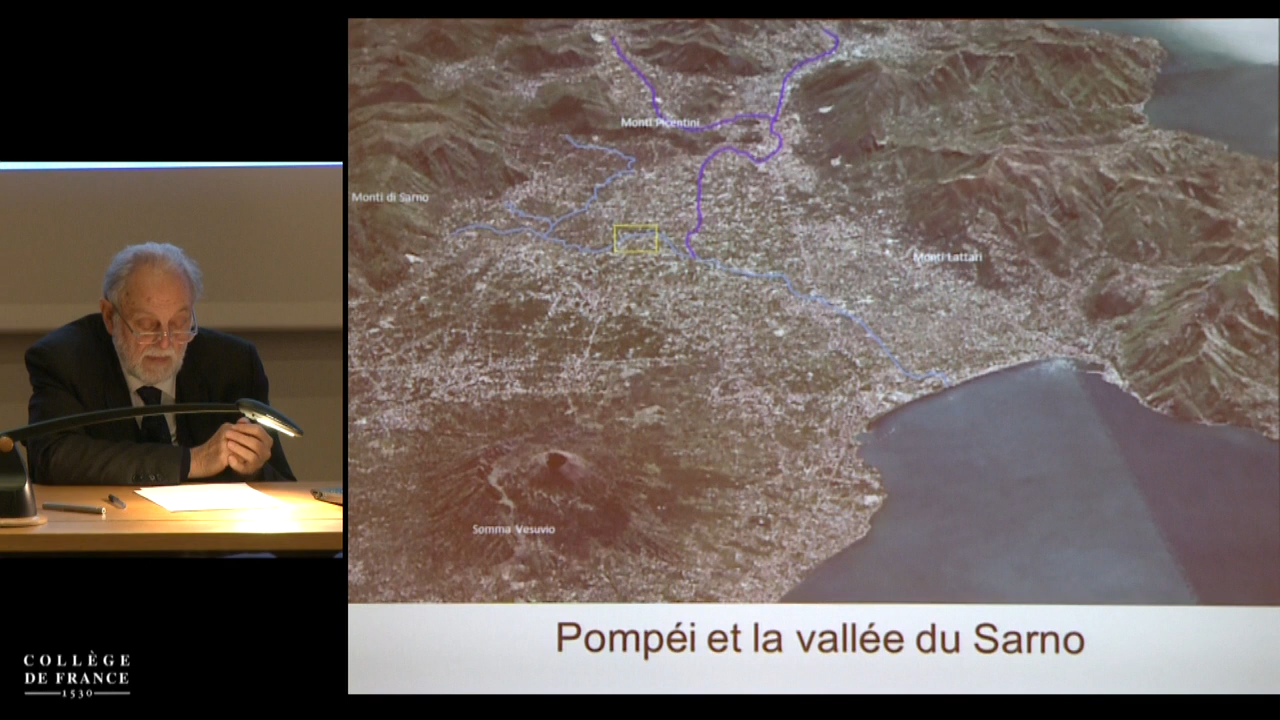 Monti Picentini
Monti di Sarno
Monti Lattari
Somma Vesuvio
Pompéi et la vallée du Sarno
COLLÈGE
DE FRANCE
1530